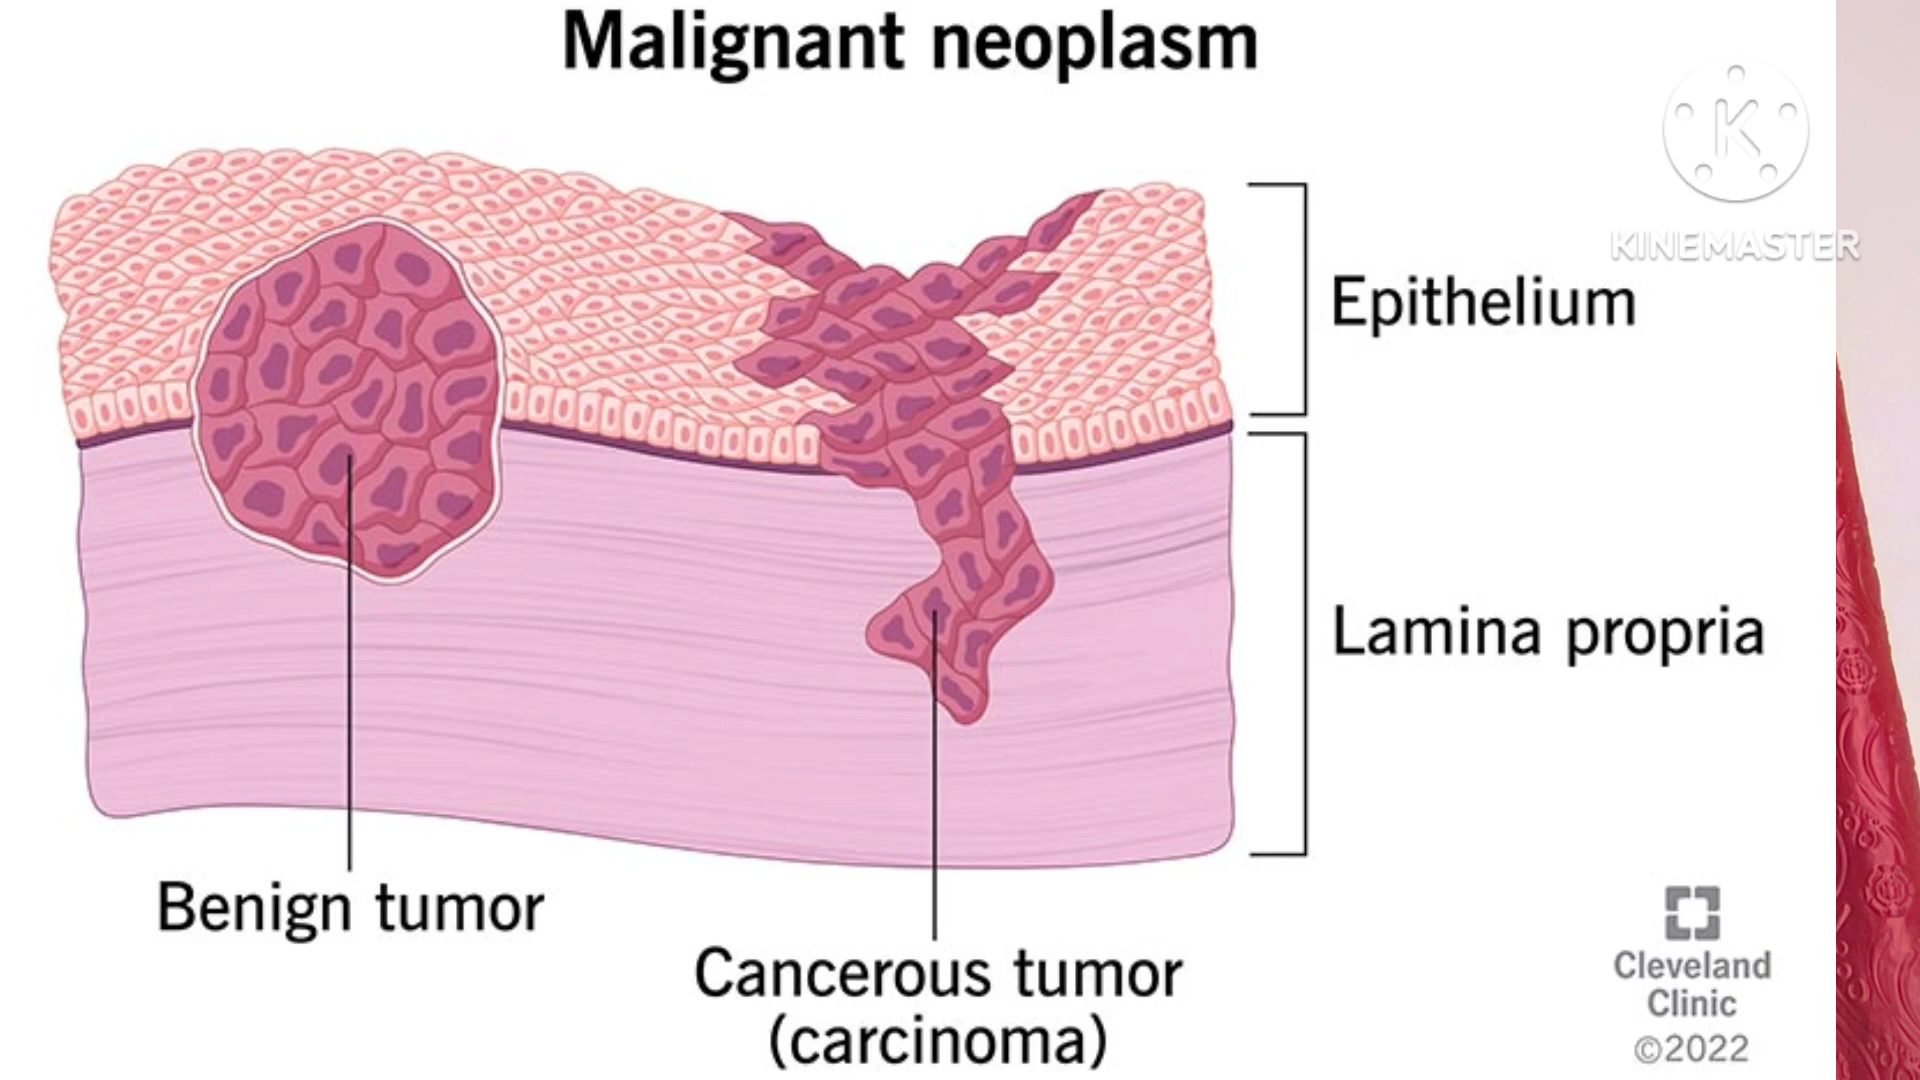 Malignant neoplasm
K
KINEMASTER
Epithelium
Lamina propria
Benign tumor
Cancerous tumor
(carcinoma)
Cleveland
Clinic
©2022